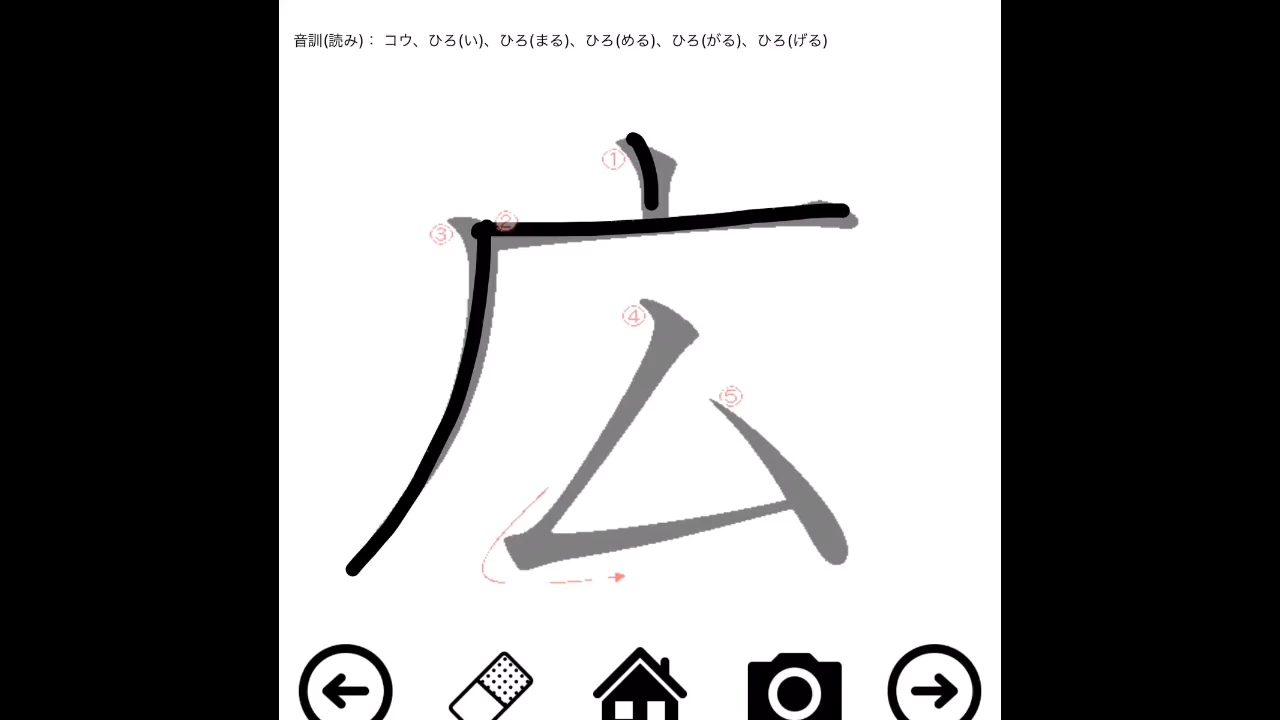 音訓(読み)： コウ、ひろ(い)、ひろ(まる)、ひろ(める)、ひろ(がる)、ひろ(げる)
①
②
③
広
④
⑤